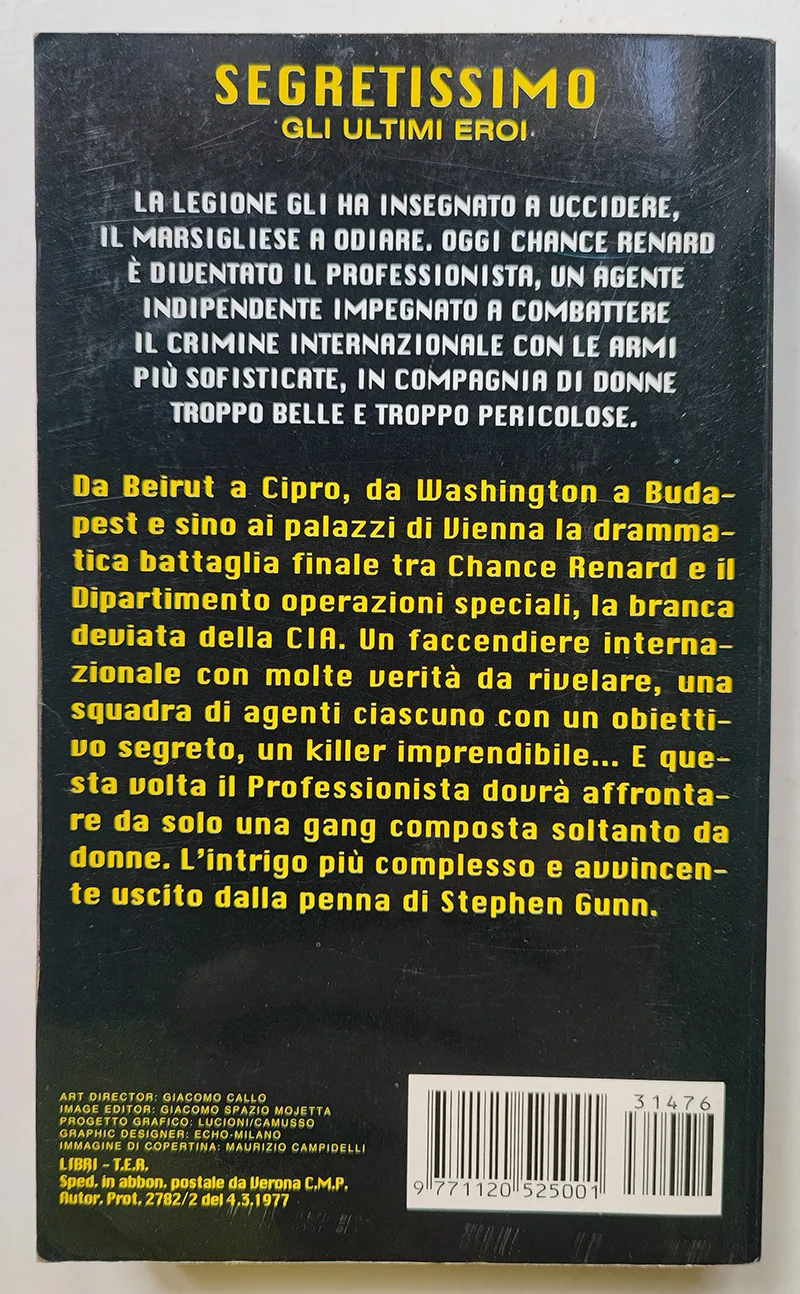 SEGRETISSIMO
GLI ULTIMI EROI
LA LEGIONE GLI HA INSEGNATO A UCCIDERE,
IL MARSIGLIESE A ODIARE. OGGI CHANCE RENARD
È DIVENTATO IL PROFESSIONISTA, UN AGENTE
INDIPENDENTE IMPEGNATO A COMBATTERE
IL CRIMINE INTERNAZIONALE CON LE ARMI
PIÙ SOFISTICATE, IN COMPAGNIA DI DONNE
TROPPO BELLE E TROPPO PERICOLOSE.
Da Beirut a Cipro, da Washington a Buda-
pest e sino ai palazzi di Vienna la dramma-
tica battaglia finale tra Chance Renard e il
Dipartimento operazioni speciali, la branca
deviata della CIA. Un faccendiere interna-
zionale con molte verità da rivelare, una
squadra di agenti ciascuno con un obietti-
vo segreto, un killer imprendibile... E que-
sta volta il Professionista dovrà affronta-
re da solo una gang composta soltanto da
donne. L'intrigo più complesso e avvincen-
te uscito dalla penna di Stephen Gunn.
ART DIRECTOR: GIACOMO CALLO
IMAGE EDITOR: GIACOMO SPAZIO MOJETTA
PROGETTO GRAFICO: LUCIONI/CAMUSSO
GRAPHIC DESIGNER: ECHO-MILANO
IMMAGINE DI COPERTINA: MAURIZIO CAMPIDELLI
LIBRI - T.E.R.
Sped. in abbon. postale da Verona C.M.P.
Autor. Prot. 2782/2 del 4.3.1977
31476
9 771120 525001